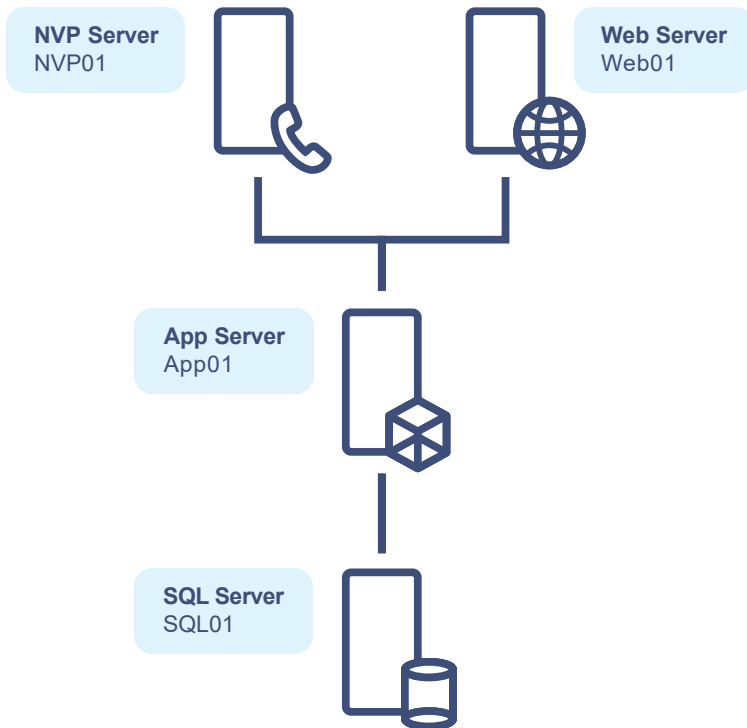 NVP Server
NVP01
Web Server
Web01
App Server
App01
SQL Server
SQL01